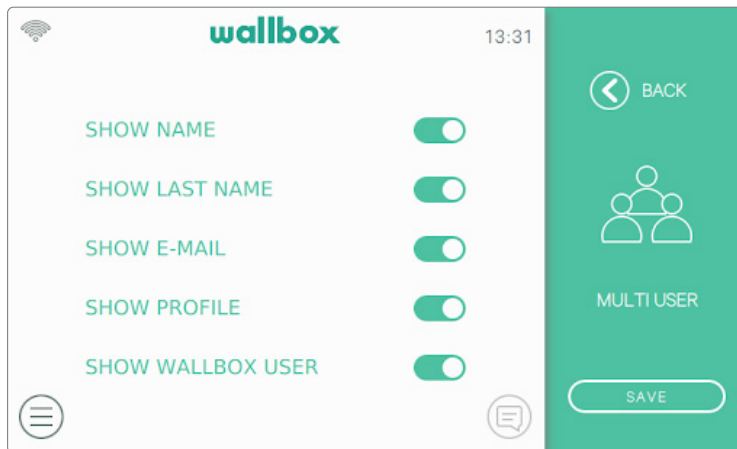 wallbox
13:31
SHOW NAME
SHOW LAST NAME
SHOW E-MAIL
SHOW PROFILE
SHOW WALLBOX USER
BACK
MULTI USER
SAVE